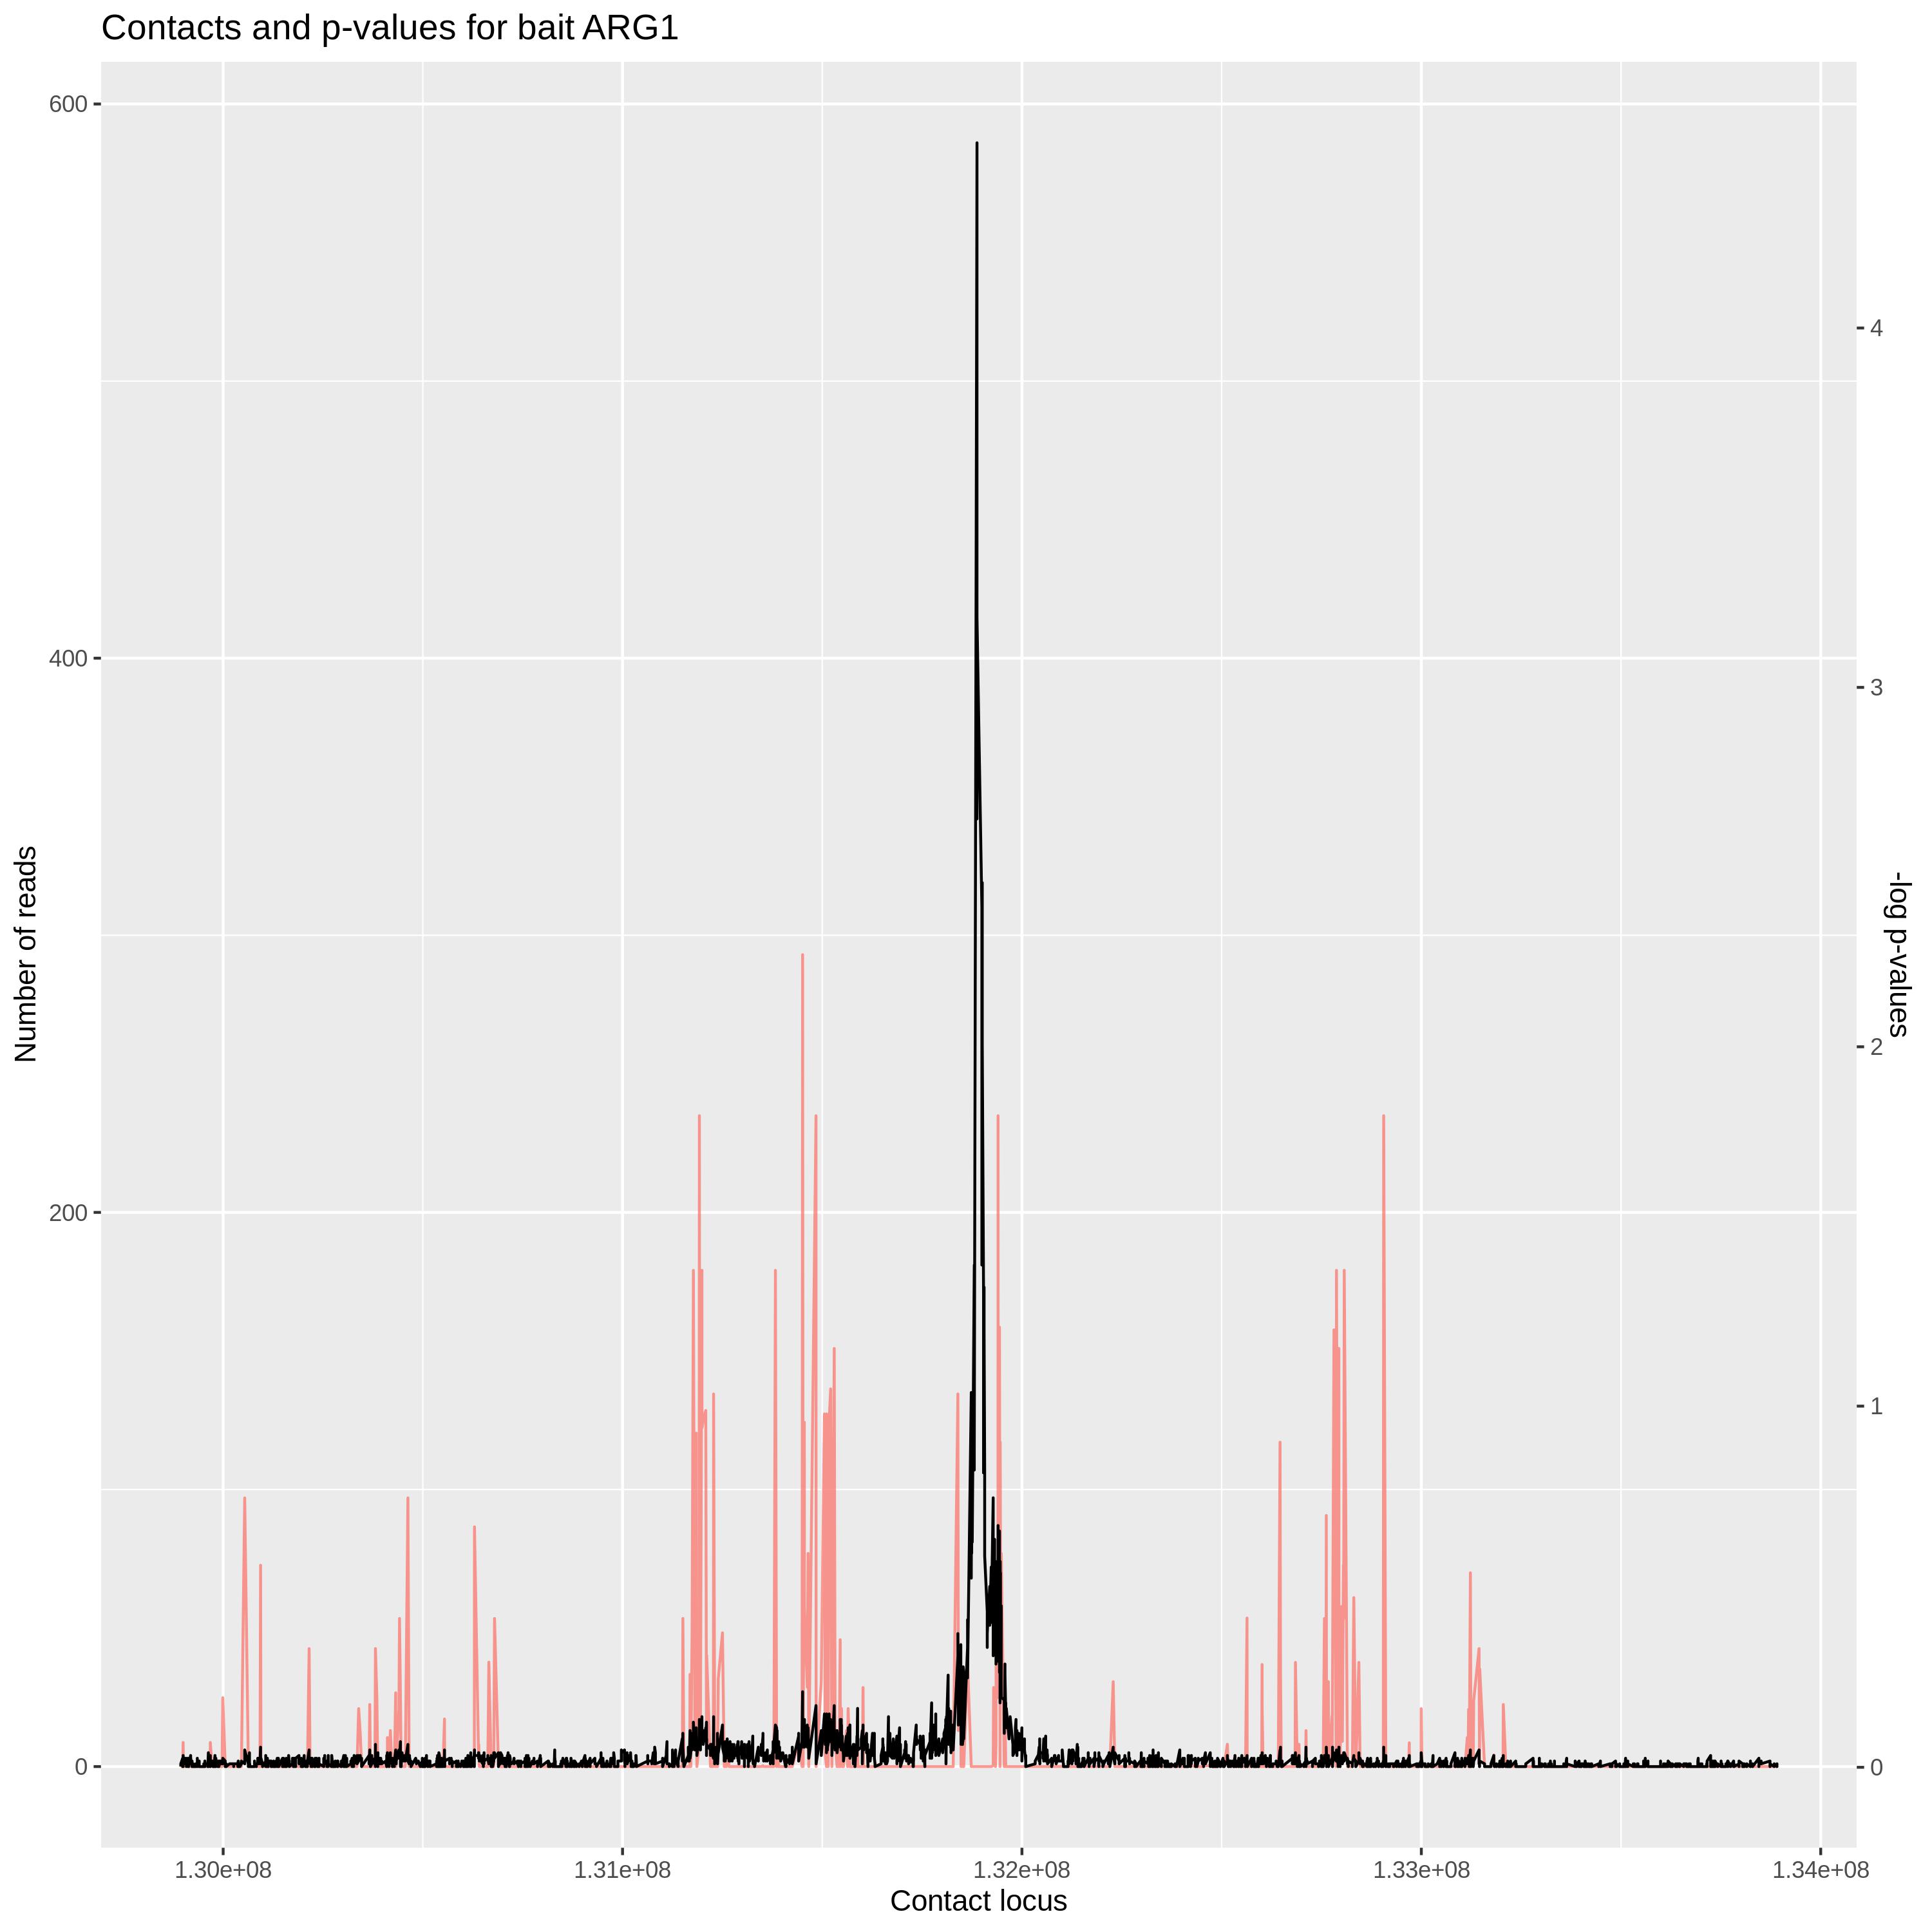 Contacts and p-values for bait ARG1
600
400
200
0
Number of reads
4
3
2
1
0
-log p-values
1.30e+08
1.31e+08
1.32e+08
1.33e+08
1.34e+08
Contact locus